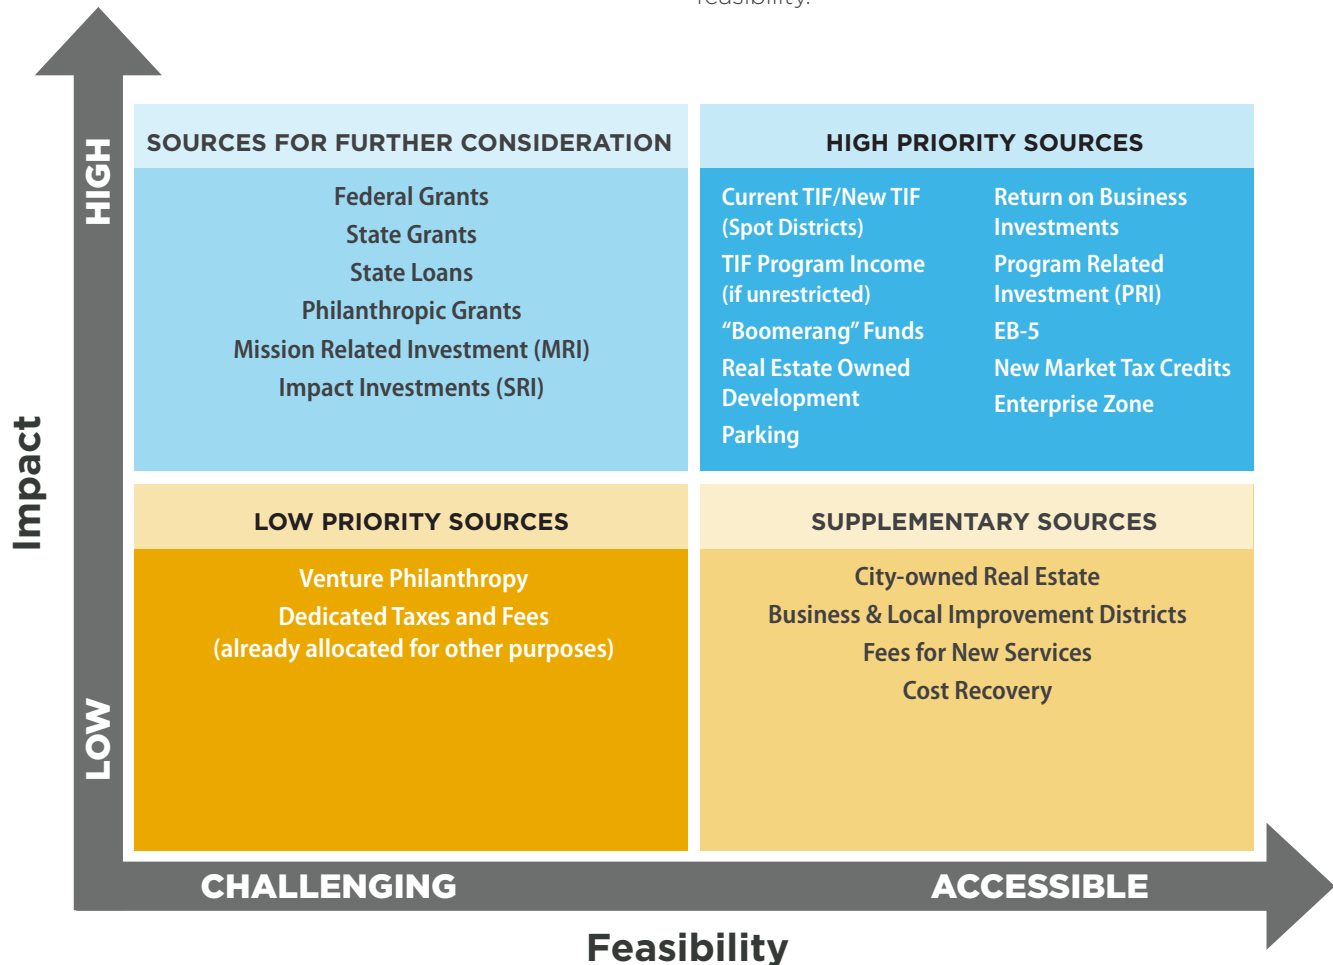 feasibility.
HIGH
LOW
Impact
SOURCES FOR FURTHER CONSIDERATION
Federal Grants
State Grants
State Loans
Philanthropic Grants
Mission Related Investment (MRI)
Impact Investments (SRI)
HIGH PRIORITY SOURCES
Current TIF/New TIF
(Spot Districts)
TIF Program Income
(if unrestricted)
“Boomerang” Funds
Real Estate Owned
Development
Parking
Return on Business
Investments
Program Related
Investment (PRI)
EB-5
New Market Tax Credits
Enterprise Zone
LOW PRIORITY SOURCES
Venture Philanthropy
Dedicated Taxes and Fees
(already allocated for other purposes)
SUPPLEMENTARY SOURCES
City-owned Real Estate
Business & Local Improvement Districts
Fees for New Services
Cost Recovery
CHALLENGING
ACCESSIBLE
Feasibility